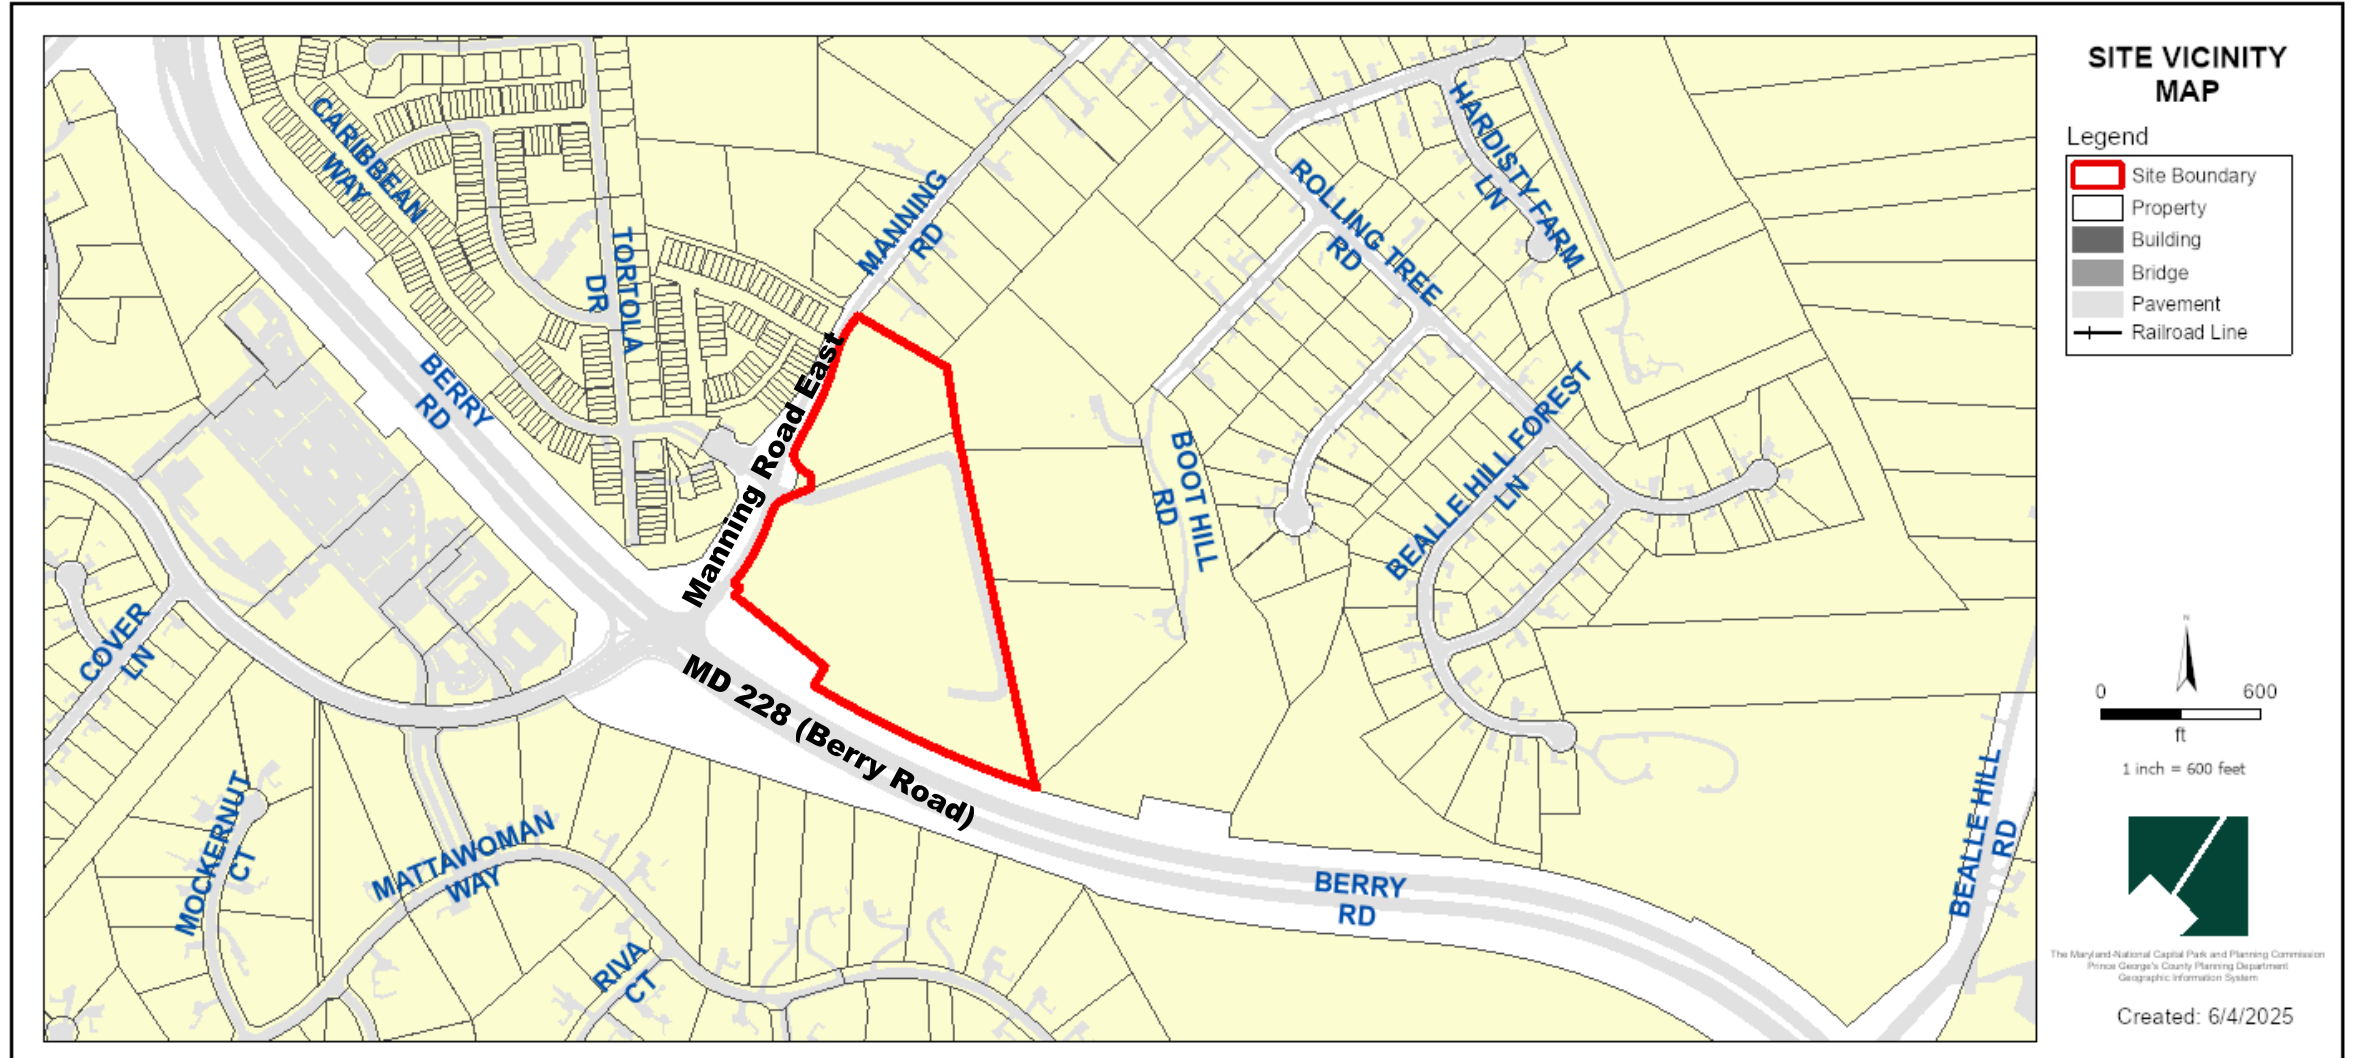 SITE VICINITY
MAP
Legend
Site Boundary
Property
Building
Bridge
Pavement
Railroad Line
N
0 600
ft
1 inch = 600 feet
The Maryland-National Capital Park and Planning Commission
Prince George's County Planning Department
Geographic Information System
Created: 6/4/2025
CARIBBEAN
WAY
TORTOLA
DR
MANNING
RD
ROLLING TREE
RD
HARDISTY FARM
LN
BERRY
RD
Manning Road East
BOOT HILL
RD
BEALLE HILL FOREST
LN
COVER
LN
MD 228 (Berry Road)
MOCKERNUT
CT
MATTAWOMAN
WAY
RIVA
CT
BERRY
RD
BEALLE HILL
RD